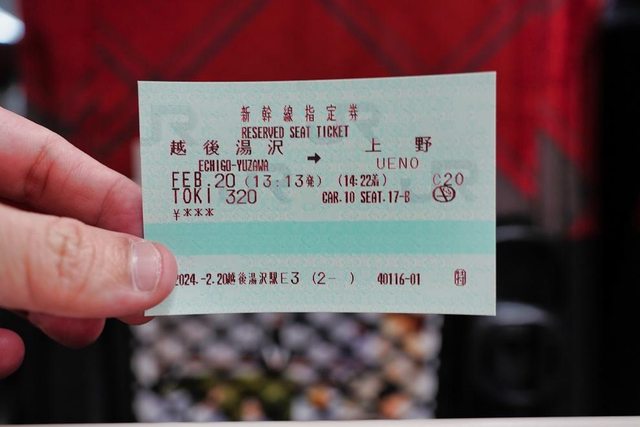 新幹線指定券
RESERVED SEAT TICKET
越後湯沢 → 上野
ECHIGO-YUZAWA UENO
FEB.20 (13:13発) (14:22着) C20
TOKI 320 CAR.10 SEAT.17-B
¥***
2024.-2.20越後湯沢駅E3 (2- ) 40116-01